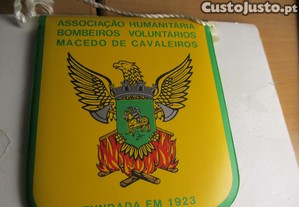 CustoJusto.pt
ASSOCIAÇÃO HUMANITÁRIA
BOMBEIROS VOLUNTÁRIOS
MACEDO DE CAVALEIROS
FUNDADA EM 1923